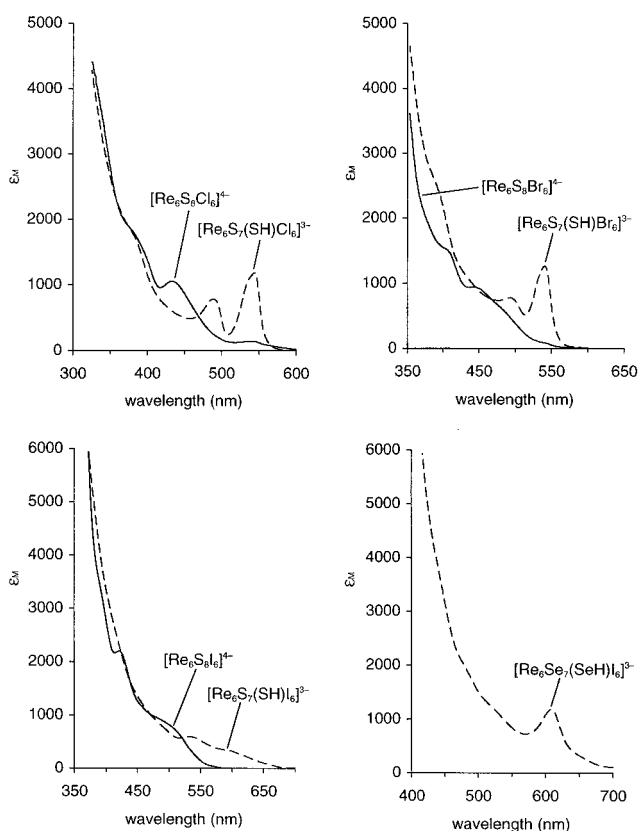 5000
4000
3000
2000
1000
0
εM
[Re6S8Cl6]4–
[Re6S7(SH)Cl6]3–
300 400 500 600
wavelength (nm)
5000
4000
3000
2000
1000
0
εM
[Re6S8Br6]4–
[Re6S7(SH)Br6]3–
350 450 550 650
wavelength (nm)
6000
5000
4000
3000
2000
1000
0
εM
[Re6S8I6]4–
[Re6S7(SH)I6]3–
350 450 550 650
wavelength (nm)
6000
5000
4000
3000
2000
1000
0
εM
[Re6Se7(SeH)I6]3–
400 500 600 700
wavelength (nm)